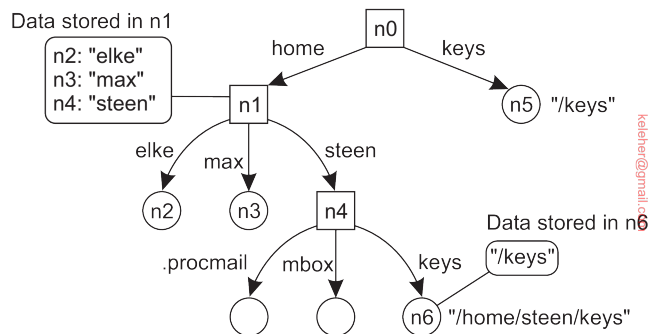 Data stored in n1
n2: "elke"
n3: "max"
n4: "steen"
n0
home
keys
n1
n5
"/keys"
elke
max
steen
n2
n3
n4
Data stored in n6
"/keys"
.procmail
mbox
keys
n6
"/home/steen/keys"
keleher@gmail.com